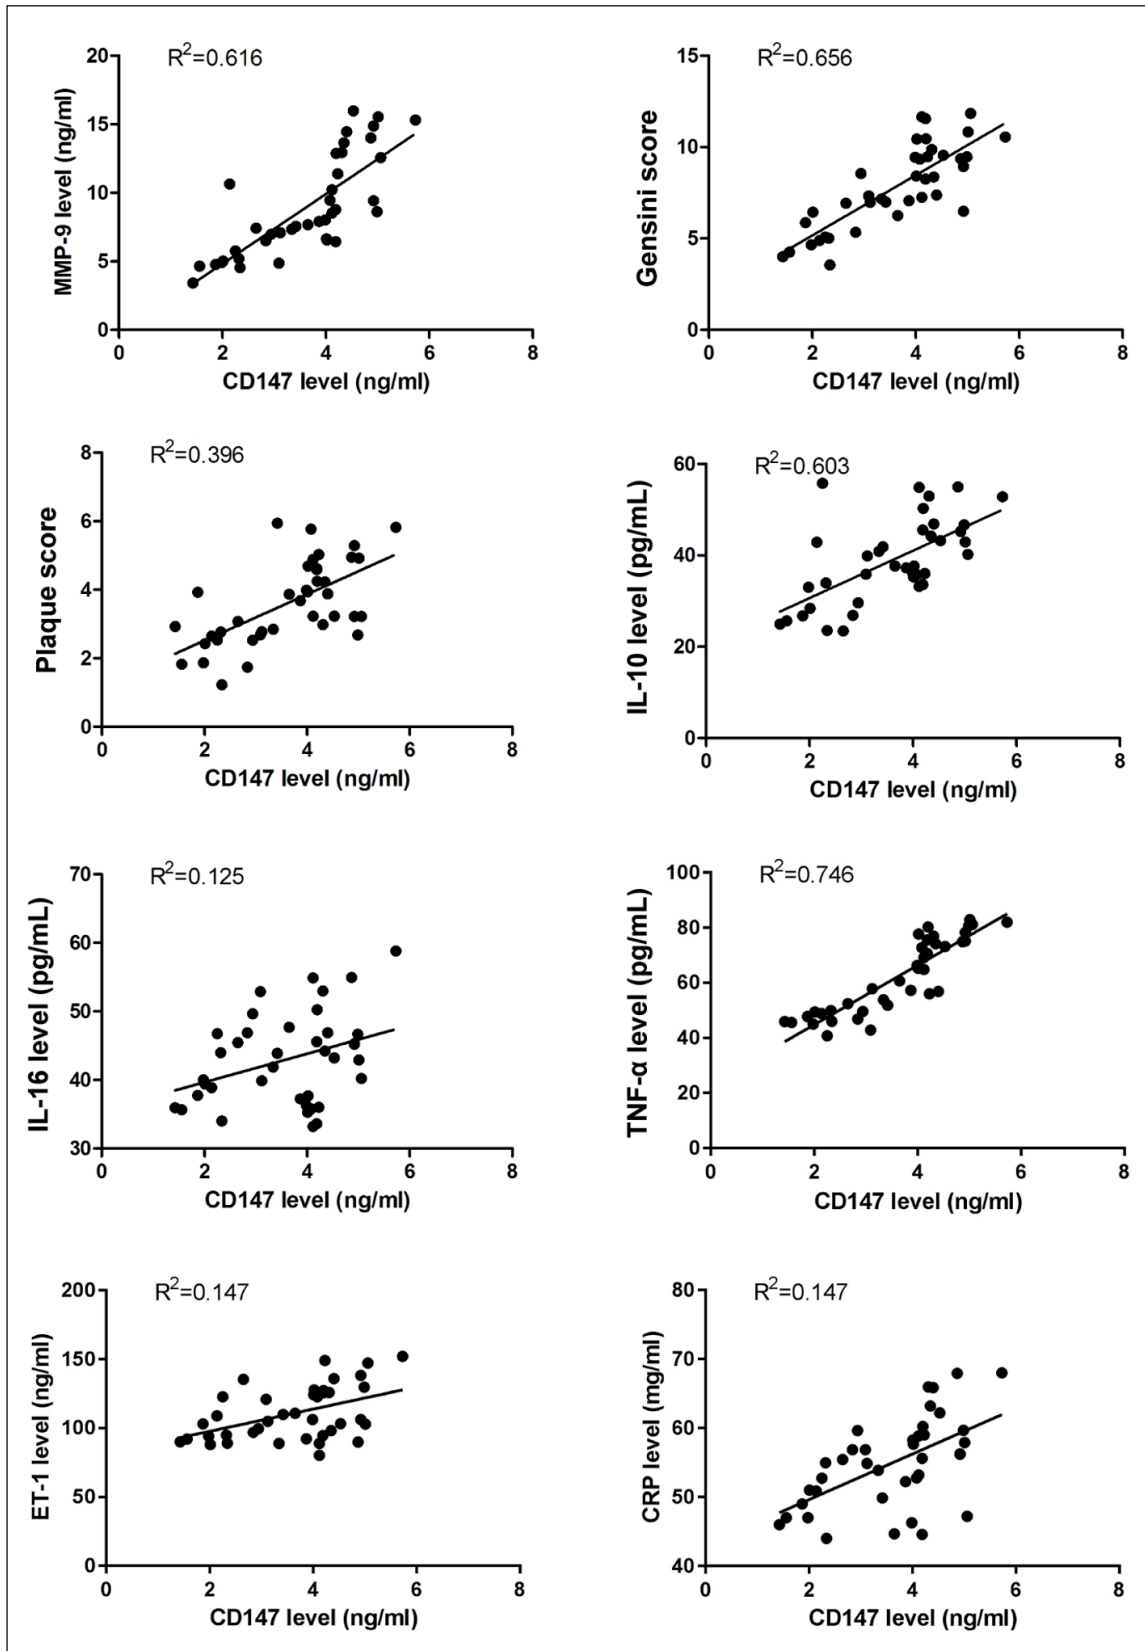 R²=0.616
MMP-9 level (ng/ml)
20
15
10
5
0
0 2 4 6 8
CD147 level (ng/ml)
R²=0.656
Gensini score
15
10
5
0
0 2 4 6 8
CD147 level (ng/ml)
R²=0.396
Plaque score
8
6
4
2
0
0 2 4 6 8
CD147 level (ng/ml)
R²=0.603
IL-10 level (pg/mL)
60
40
20
0
0 2 4 6 8
CD147 level (ng/ml)
R²=0.125
IL-16 level (pg/mL)
70
60
50
40
30
0 2 4 6 8
CD147 level (ng/ml)
R²=0.746
TNF-α level (pg/mL)
100
80
60
40
20
0
0 2 4 6 8
CD147 level (ng/ml)
R²=0.147
ET-1 level (ng/ml)
200
150
100
50
0
0 2 4 6 8
CD147 level (ng/ml)
R²=0.147
CRP level (mg/ml)
80
70
60
50
40
0 2 4 6 8
CD147 level (ng/ml)